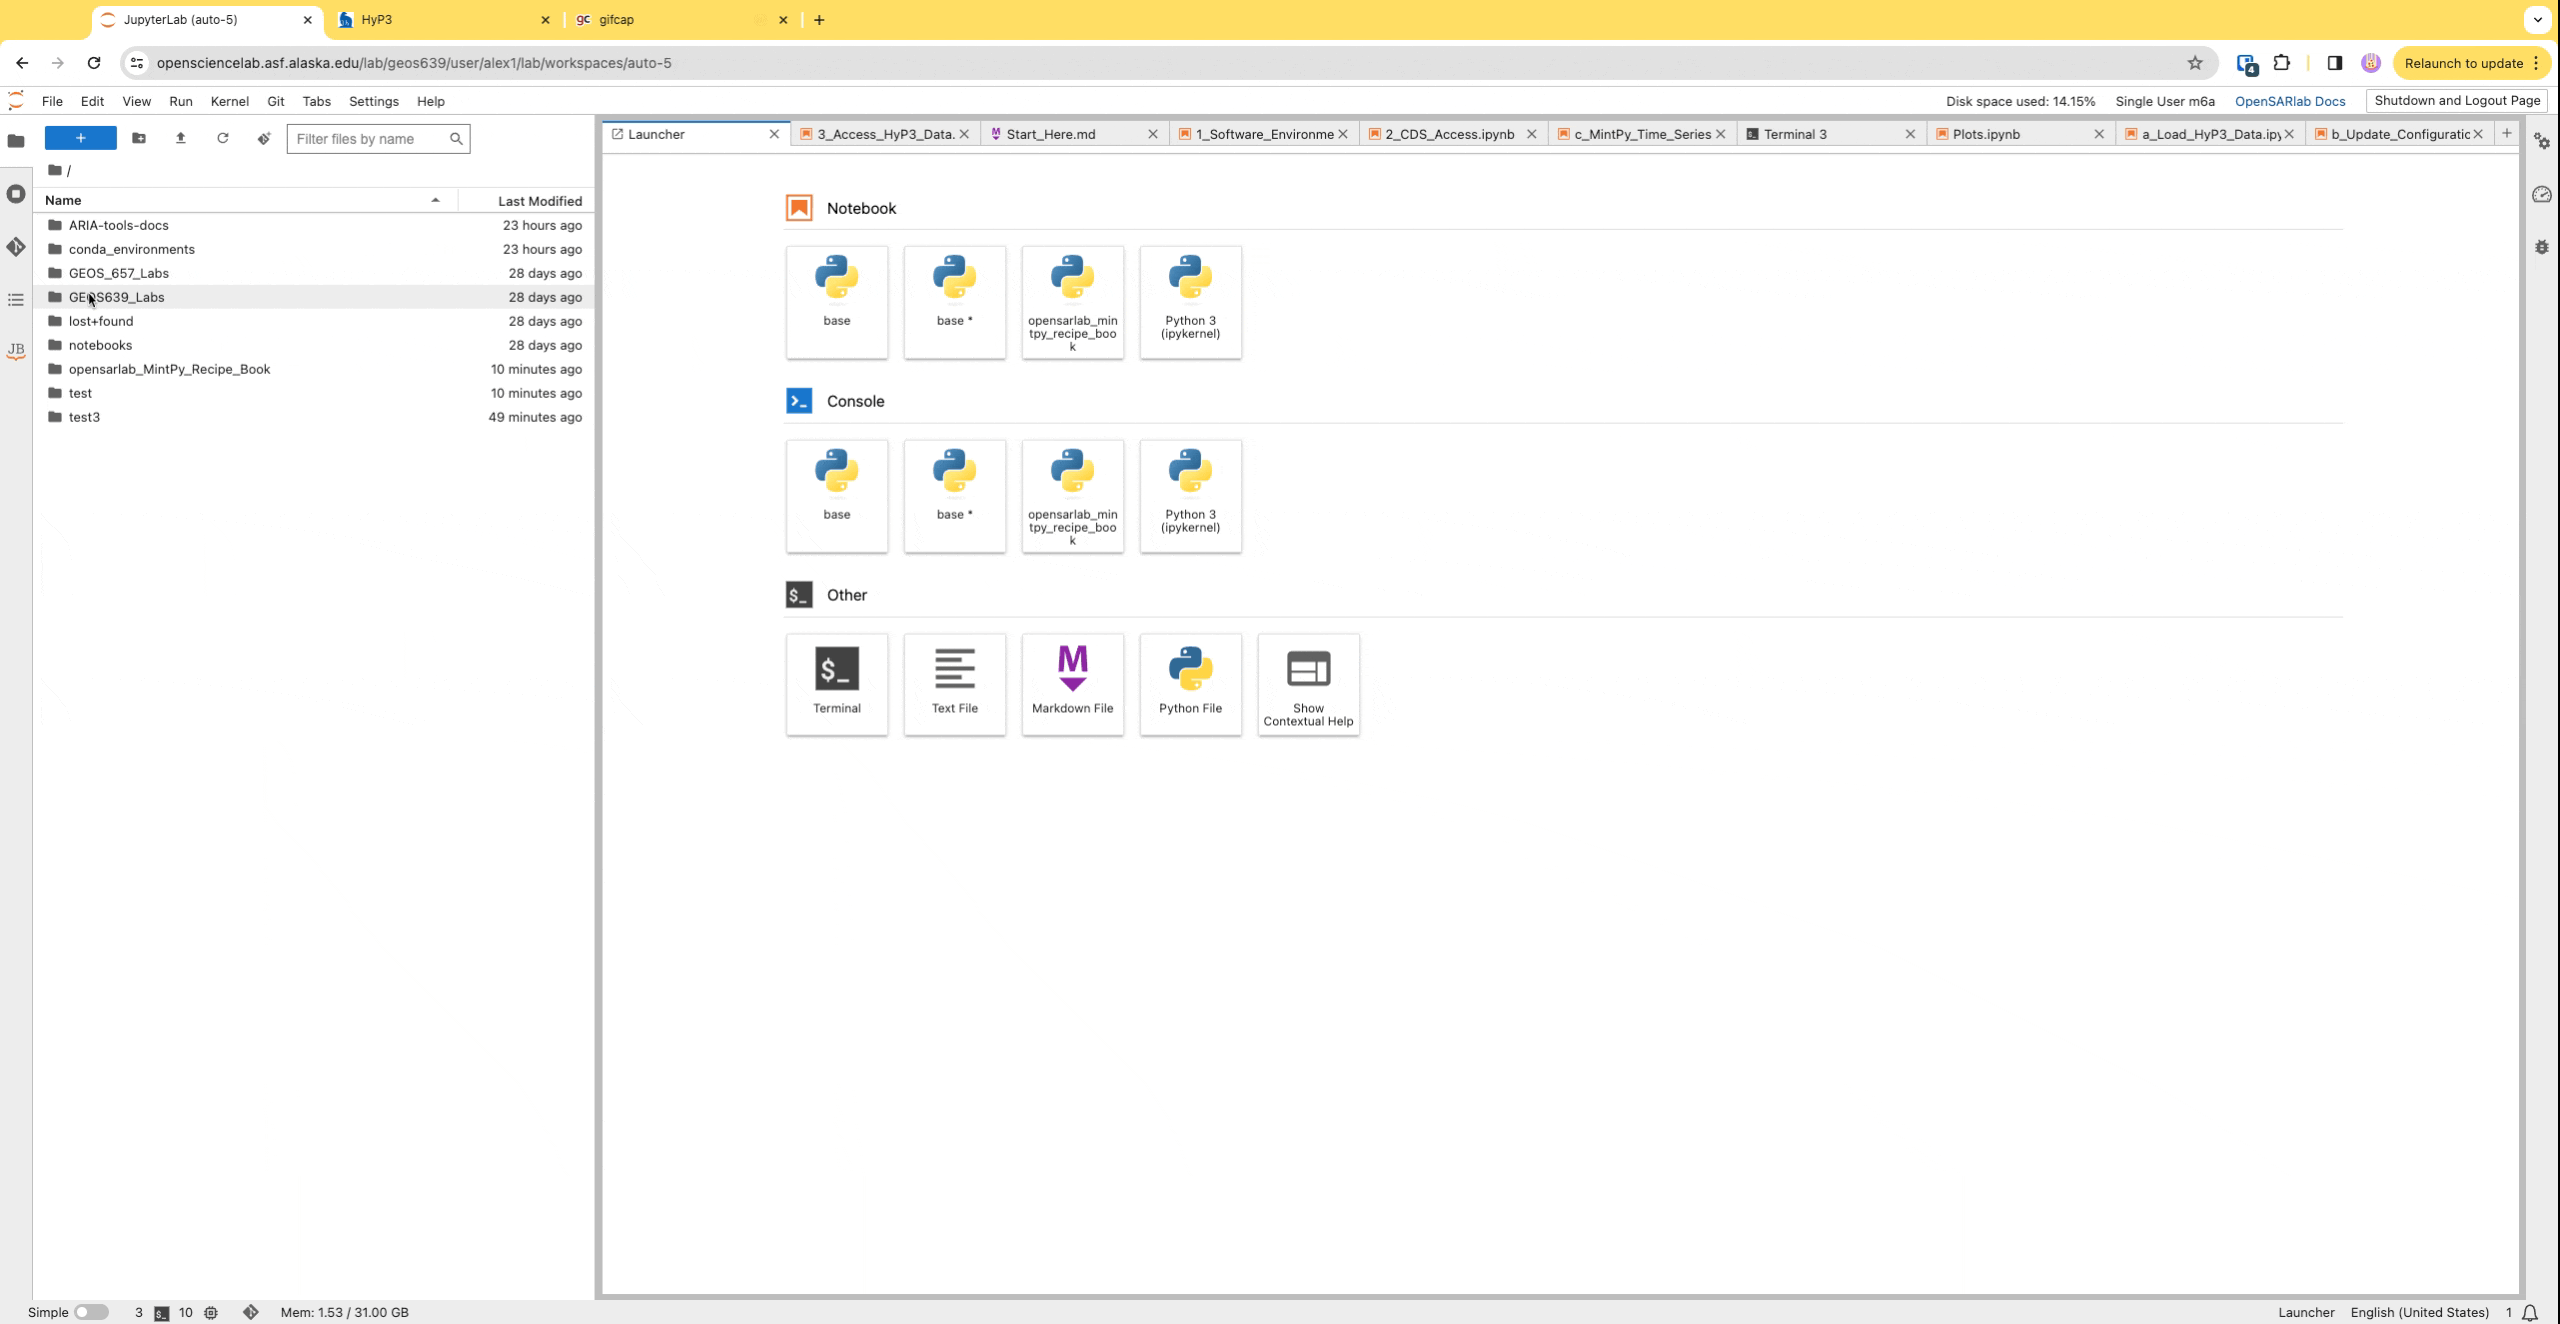 JupyterLab (auto-5)
HyP3
gc gifcap
opensciencelab.asf.alaska.edu/lab/geos639/user/alex1/lab/workspaces/auto-5
4
Relaunch to update
File Edit View Run Kernel Git Tabs Settings Help
Disk space used: 14.15% Single User m6a OpenSARlab Docs Shutdown and Logout Page
Filter files by name
Launcher 3_Access_HyP3_Data. Start_Here.md 1_Software_Environme 2_CDS_Access.ipynb c_MintPy_Time_Series Terminal 3 Plots.ipynb a_Load_HyP3_Data.ipy b_Update_Configuratic
/
Name Last Modified
ARIA-tools-docs 23 hours ago
conda_environments 23 hours ago
GEOS_657_Labs 28 days ago
GEOS639_Labs 28 days ago
lost+found 28 days ago
notebooks 28 days ago
opensarlab_MintPy_Recipe_Book 10 minutes ago
test 10 minutes ago
test3 49 minutes ago
JB
Notebook
base
base *
opensarlab_min
tpy_recipe_boo
k
Python 3
(ipykernel)
>_ Console
base
base *
opensarlab_min
tpy_recipe_boo
k
Python 3
(ipykernel)
$_ Other
$_
Terminal
Text File
M
Markdown File
Python File
Show
Contextual Help
Simple 3 $_ 10 Mem: 1.53 / 31.00 GB
Launcher English (United States) 1